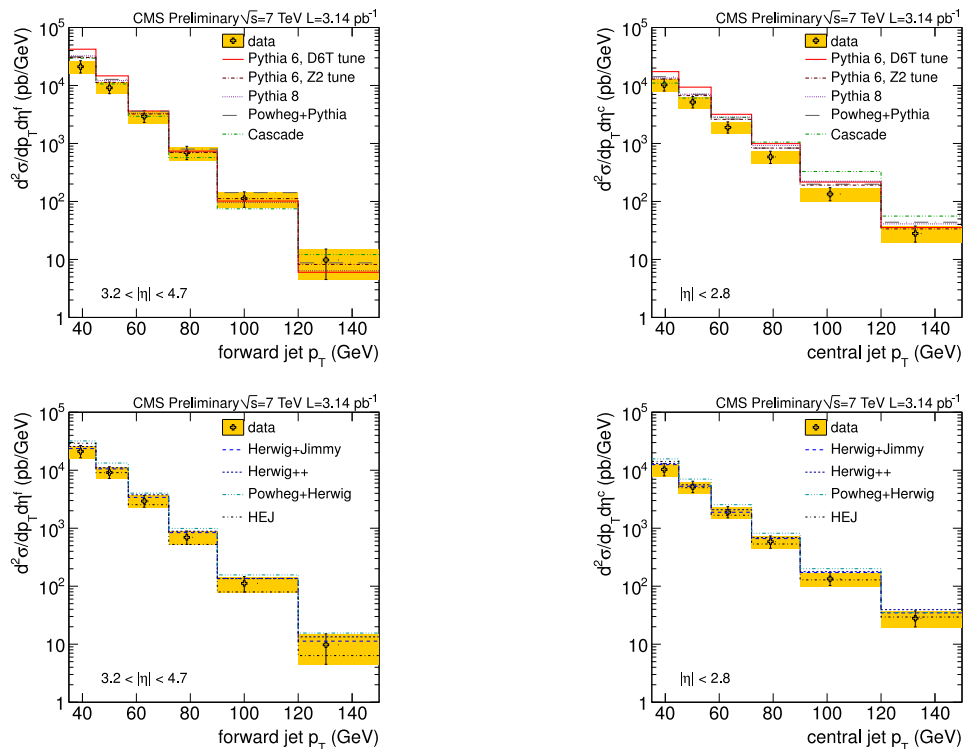 CMS Preliminary√s=7 TeV L=3.14 pb⁻¹
d²σ/dp_T dη^f (pb/GeV)
10⁵
10⁴
10³
10²
10
1
data
Pythia 6, D6T tune
Pythia 6, Z2 tune
Pythia 8
Powheg+Pythia
Cascade
3.2 < |η| < 4.7
40 60 80 100 120 140
forward jet p_T (GeV)
CMS Preliminary√s=7 TeV L=3.14 pb⁻¹
d²σ/dp_T dη^c (pb/GeV)
10⁵
10⁴
10³
10²
10
1
data
Pythia 6, D6T tune
Pythia 6, Z2 tune
Pythia 8
Powheg+Pythia
Cascade
|η| < 2.8
40 60 80 100 120 140
central jet p_T (GeV)
CMS Preliminary√s=7 TeV L=3.14 pb⁻¹
d²σ/dp_T dη^f (pb/GeV)
10⁵
10⁴
10³
10²
10
1
data
Herwig+Jimmy
Herwig++
Powheg+Herwig
HEJ
3.2 < |η| < 4.7
40 60 80 100 120 140
forward jet p_T (GeV)
CMS Preliminary√s=7 TeV L=3.14 pb⁻¹
d²σ/dp_T dη^c (pb/GeV)
10⁵
10⁴
10³
10²
10
1
data
Herwig+Jimmy
Herwig++
Powheg+Herwig
HEJ
|η| < 2.8
40 60 80 100 120 140
central jet p_T (GeV)